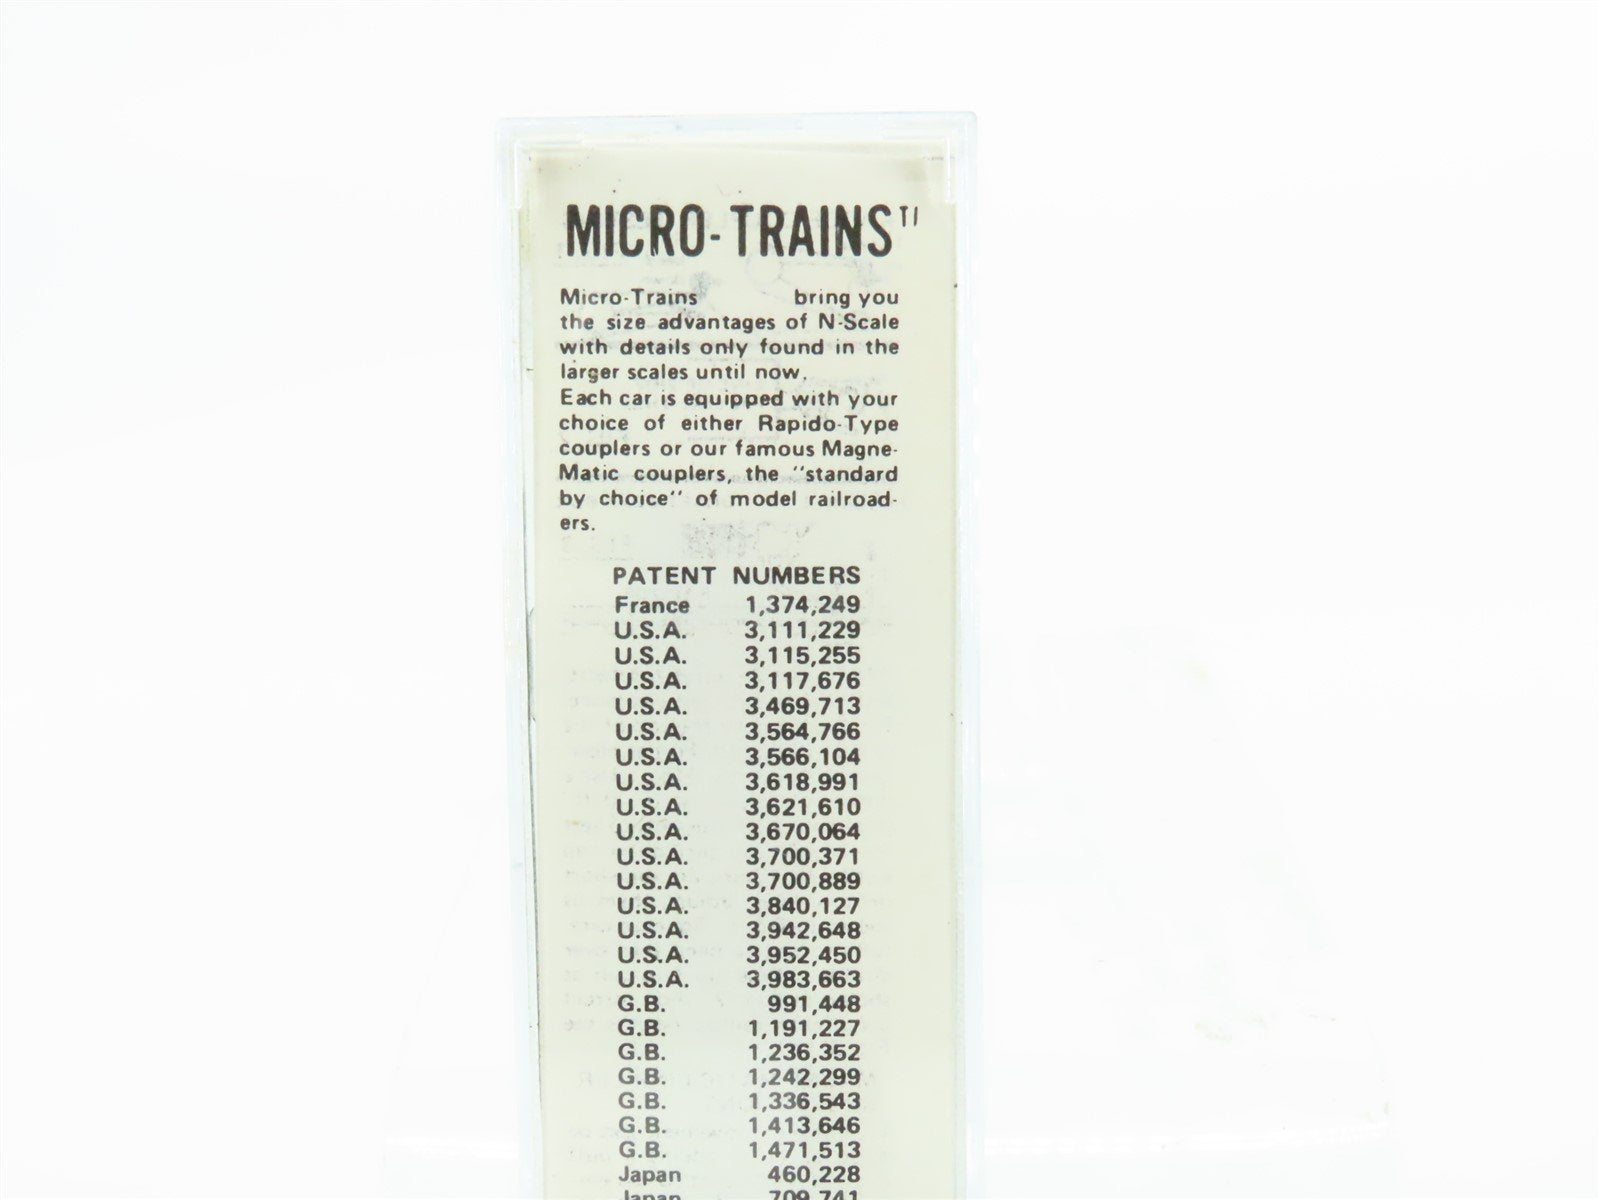 MICRO-TRAINS
Micro-Trains bring you
the size advantages of N-Scale
with details only found in the
larger scales until now.
Each car is equipped with your
choice of either Rapido-Type
couplers or our famous Magne-
Matic couplers, the "standard
by choice" of model railroad-
ers.
PATENT NUMBERS
France 1,374,249
U.S.A. 3,111,229
U.S.A. 3,115,255
U.S.A. 3,117,676
U.S.A. 3,469,713
U.S.A. 3,564,766
U.S.A. 3,566,104
U.S.A. 3,618,991
U.S.A. 3,621,610
U.S.A. 3,670,064
U.S.A. 3,700,371
U.S.A. 3,700,889
U.S.A. 3,840,127
U.S.A. 3,942,648
U.S.A. 3,952,450
U.S.A. 3,983,663
G.B. 991,448
G.B. 1,191,227
G.B. 1,236,352
G.B. 1,242,299
G.B. 1,336,543
G.B. 1,413,646
G.B. 1,471,513
Japan 460,228
Japan 709,741